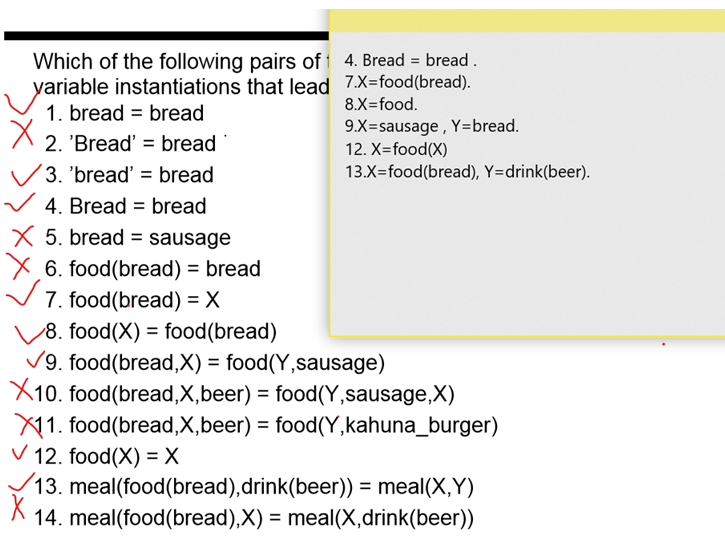 Which of the following pairs of
variable instantiations that lead
1. bread = bread
2. 'Bread' = bread
3. 'bread' = bread
4. Bread = bread
5. bread = sausage
6. food(bread) = bread
7. food(bread) = X
8. food(X) = food(bread)
9. food(bread,X) = food(Y,sausage)
10. food(bread,X,beer) = food(Y,sausage,X)
11. food(bread,X,beer) = food(Y,kahuna_burger)
12. food(X) = X
13. meal(food(bread),drink(beer)) = meal(X,Y)
14. meal(food(bread),X) = meal(X,drink(beer))
4. Bread = bread .
7.X=food(bread).
8.X=food.
9.X=sausage , Y=bread.
12. X=food(X)
13.X=food(bread), Y=drink(beer).